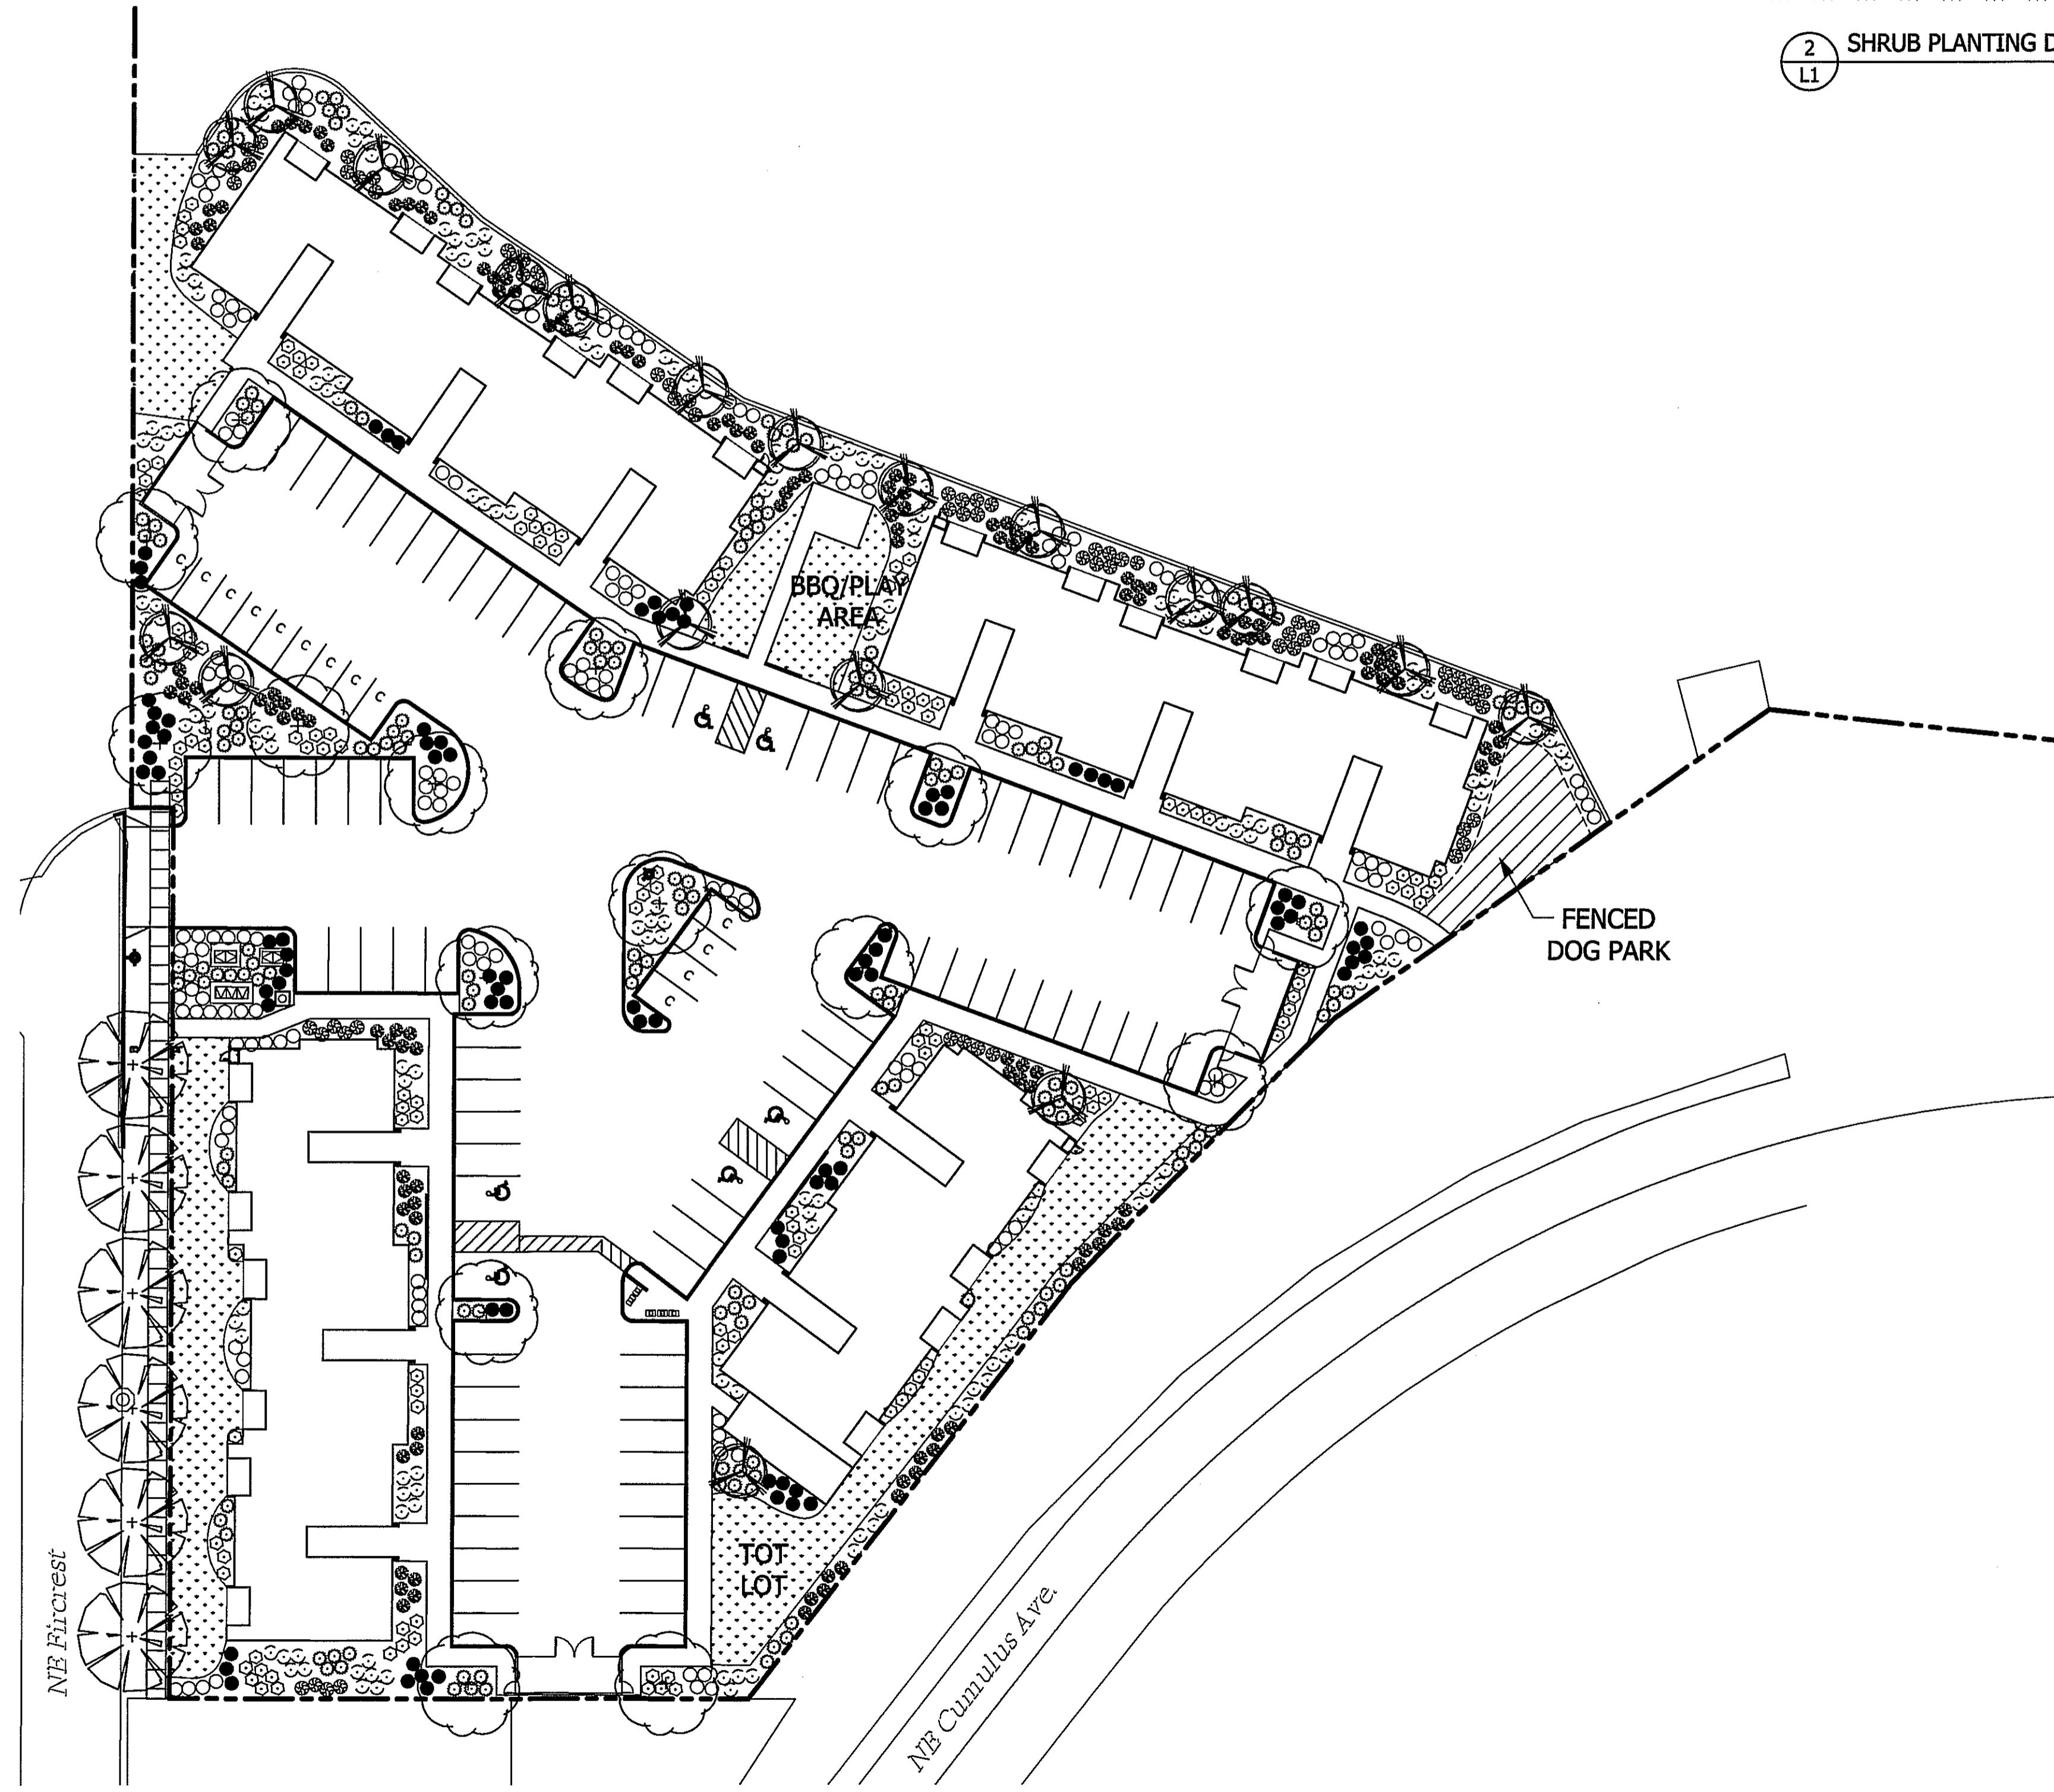 2
L1
SHRUB PLANTING D
BBQ/PLAY
AREA
FENCED
DOG PARK
C
C
C
C
C
C
C
C
C
C
C
C
C
TOT
LOT
NE Fircrest
NE Cumulus Ave.